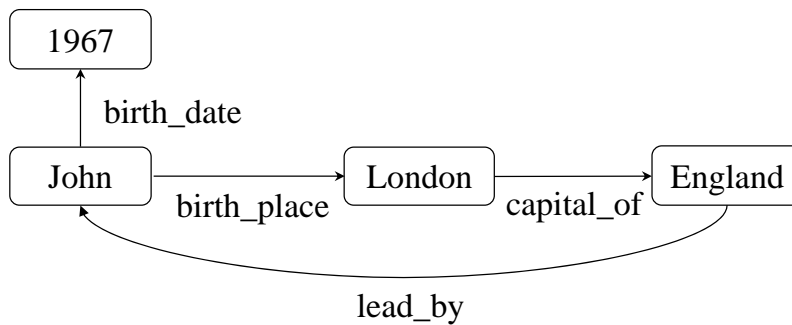 1967
birth_date
John
London
England
birth_place
capital_of
lead_by